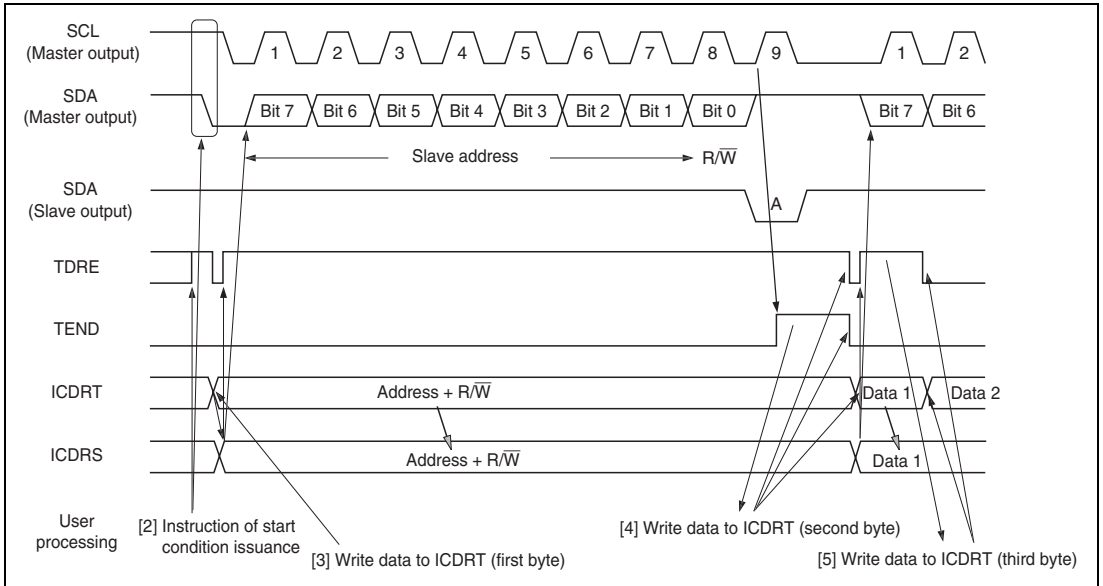 SCL
(Master output)
1 2 3 4 5 6 7 8 9 1 2
SDA
(Master output)
Bit 7 Bit 6 Bit 5 Bit 4 Bit 3 Bit 2 Bit 1 Bit 0 Bit 7 Bit 6
Slave address R/W̅
SDA
(Slave output)
A
TDRE
TEND
ICDRT
Address + R/W̅ Data 1 Data 2
ICDRS
Address + R/W̅ Data 1
User
processing
[2] Instruction of start
condition issuance
[3] Write data to ICDRT (first byte)
[4] Write data to ICDRT (second byte)
[5] Write data to ICDRT (third byte)